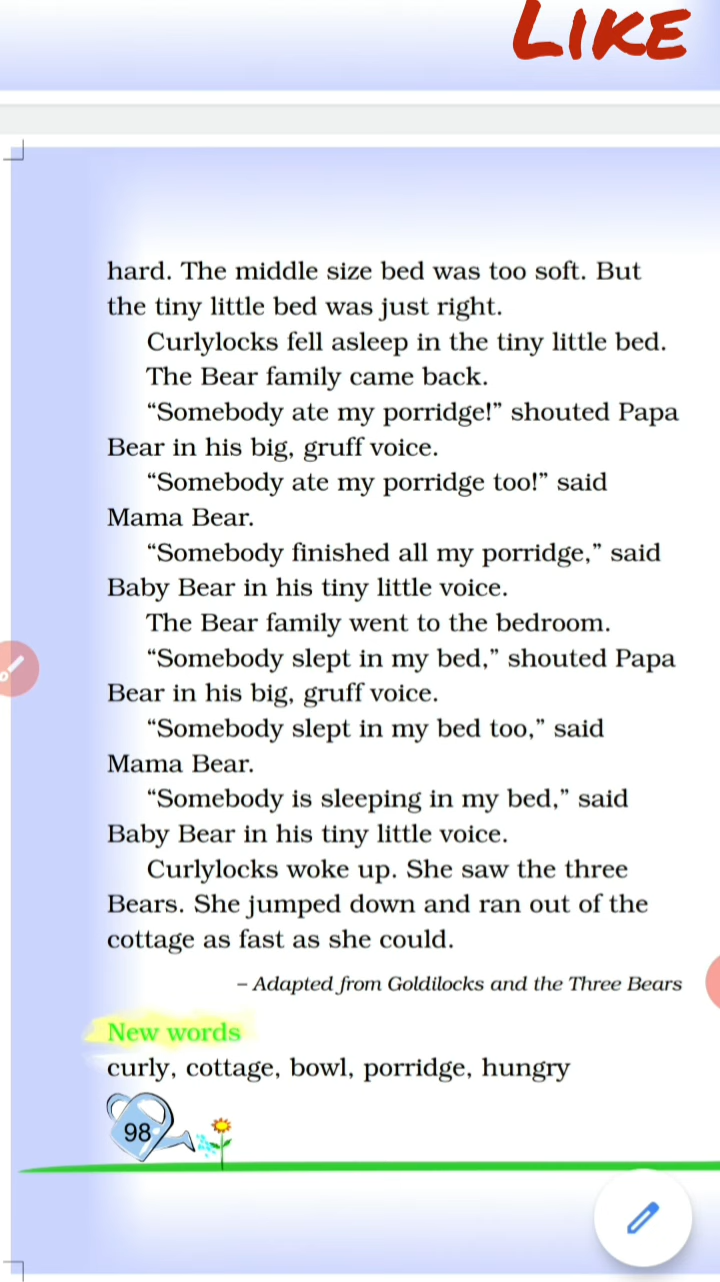 LIKE
hard. The middle size bed was too soft. But
the tiny little bed was just right.
Curlylocks fell asleep in the tiny little bed.
The Bear family came back.
“Somebody ate my porridge!” shouted Papa
Bear in his big, gruff voice.
“Somebody ate my porridge too!” said
Mama Bear.
“Somebody finished all my porridge,” said
Baby Bear in his tiny little voice.
The Bear family went to the bedroom.
“Somebody slept in my bed,” shouted Papa
Bear in his big, gruff voice.
“Somebody slept in my bed too,” said
Mama Bear.
“Somebody is sleeping in my bed,” said
Baby Bear in his tiny little voice.
Curlylocks woke up. She saw the three
Bears. She jumped down and ran out of the
cottage as fast as she could.
– Adapted from Goldilocks and the Three Bears
New words
curly, cottage, bowl, porridge, hungry
98